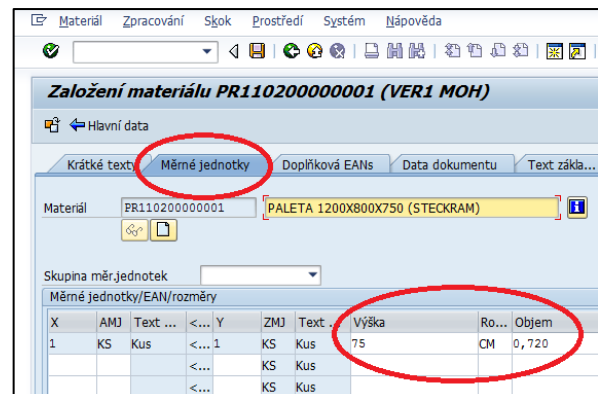 Materiál Zpracování Skok Prostředí Systém Nápověda
Založení materiálu PR110200000001 (VER1 MOH)
Hlavní data
Krátké texty Měrné jednotky Doplňková EANs Data dokumentu Text zákla...
Materiál PR110200000001 PALETA 1200X800X750 (STECKRAM)
Skupina měr.jednotek
Měrné jednotky/EAN/rozměry
X AMJ Text ... <... Y ZMJ Text ... Výška Ro... Objem
1 KS Kus <... 1 KS Kus 75 CM 0,720
<... KS Kus
<... KS Kus